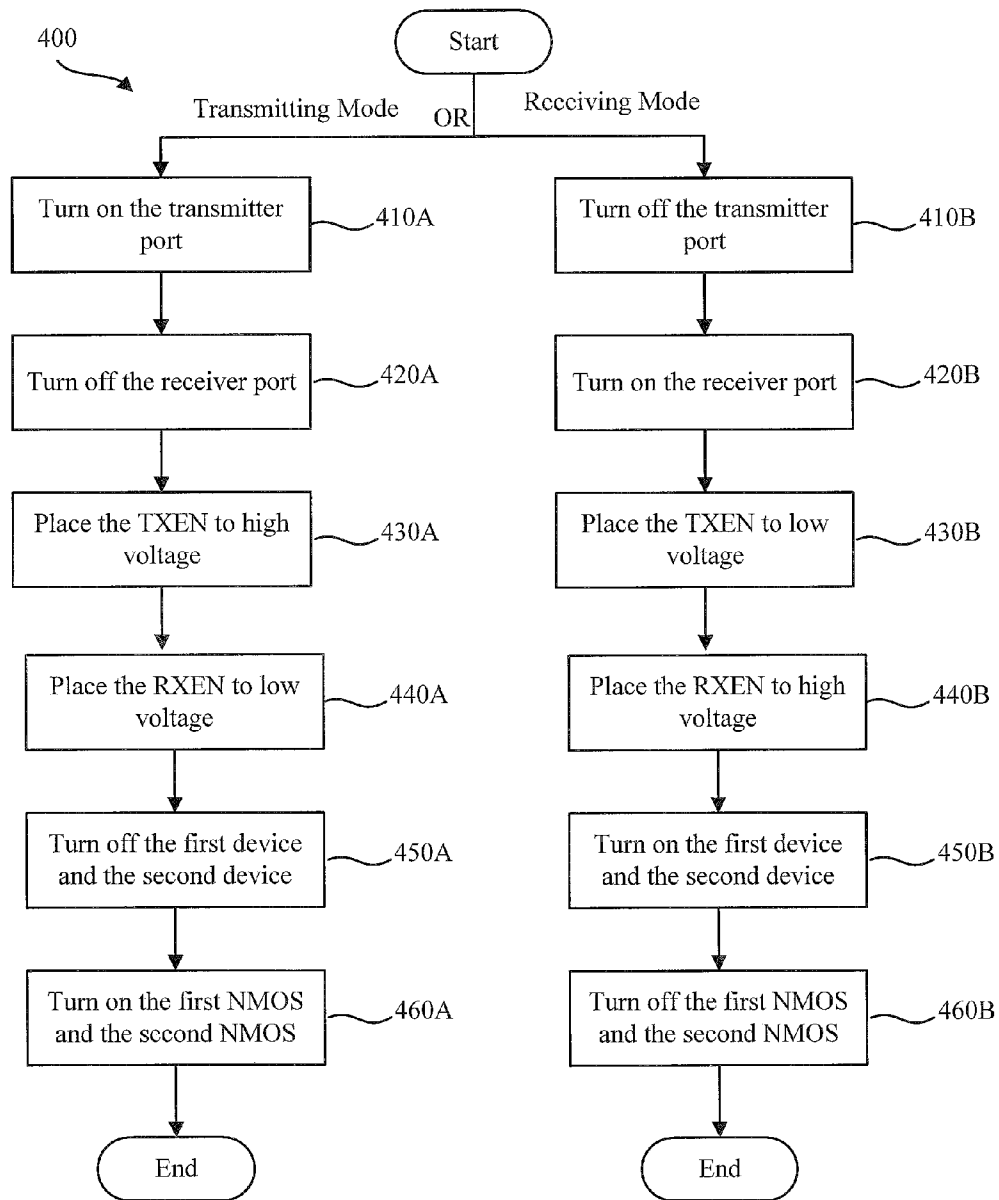 400
Start
Transmitting Mode
OR
Receiving Mode
Turn on the transmitter
port
410A
Turn off the receiver port
420A
Place the TXEN to high
voltage
430A
Place the RXEN to low
voltage
440A
Turn off the first device
and the second device
450A
Turn on the first NMOS
and the second NMOS
460A
End
Turn off the transmitter
port
410B
Turn on the receiver port
420B
Place the TXEN to low
voltage
430B
Place the RXEN to high
voltage
440B
Turn on the first device
and the second device
450B
Turn off the first NMOS
and the second NMOS
460B
End